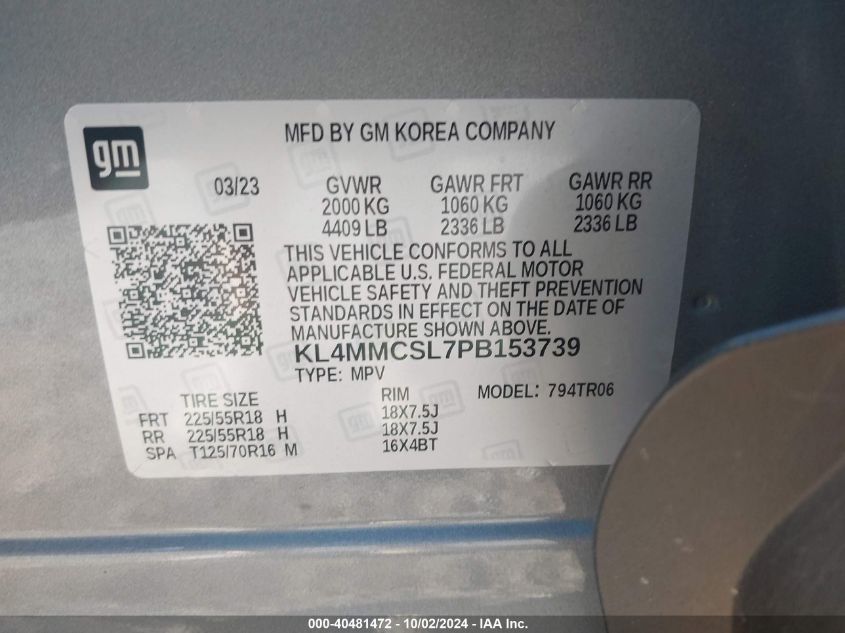 gm
MFD BY GM KOREA COMPANY
03/23 GVWR GAWR FRT GAWR RR
2000 KG 1060 KG 1060 KG
4409 LB 2336 LB 2336 LB
THIS VEHICLE CONFORMS TO ALL
APPLICABLE U.S. FEDERAL MOTOR
VEHICLE SAFETY AND THEFT PREVENTION
STANDARDS IN EFFECT ON THE DATE OF
MANUFACTURE SHOWN ABOVE.
KL4MMCSL7PB153739
TYPE: MPV MODEL: 794TR06
TIRE SIZE RIM
FRT 225/55R18 H 18X7.5J
RR 225/55R18 H 18X7.5J
SPA T125/70R16 M 16X4BT
000-40481472 - 10/02/2024 - IAA Inc.